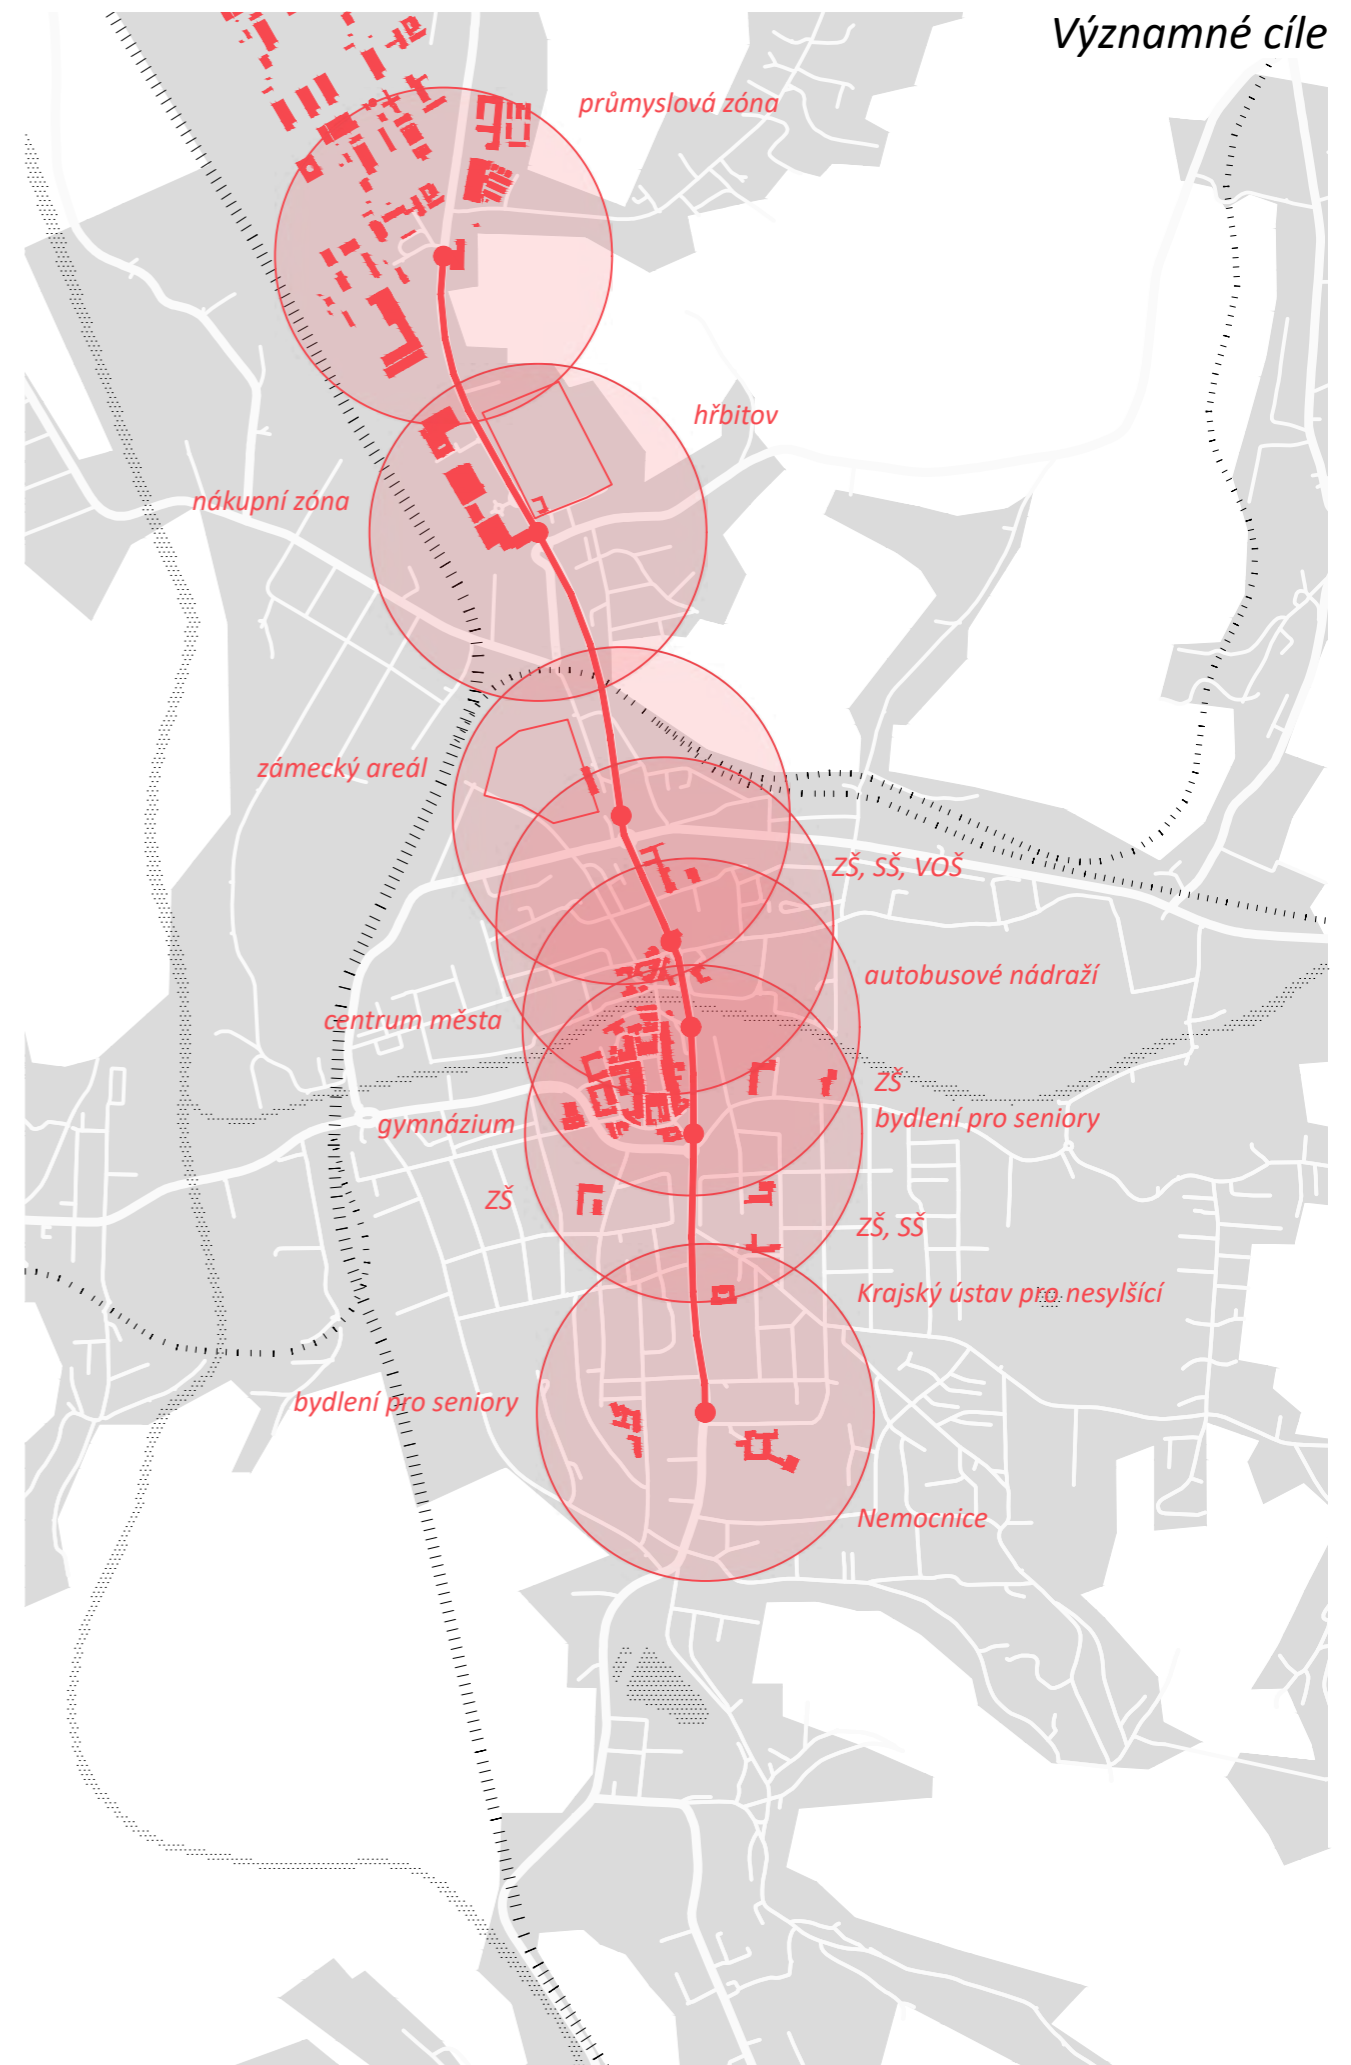 Významné cíle
průmyslová zóna
hřbitov
nákupní zóna
zámecký areál
ZŠ, SŠ, VOŠ
autobusové nádraží
centrum města
ZŠ
bydlení pro seniory
gymnázium
ZŠ
ZŠ, SŠ
Krajský ústav pro nesylšící
bydlení pro seniory
Nemocnice